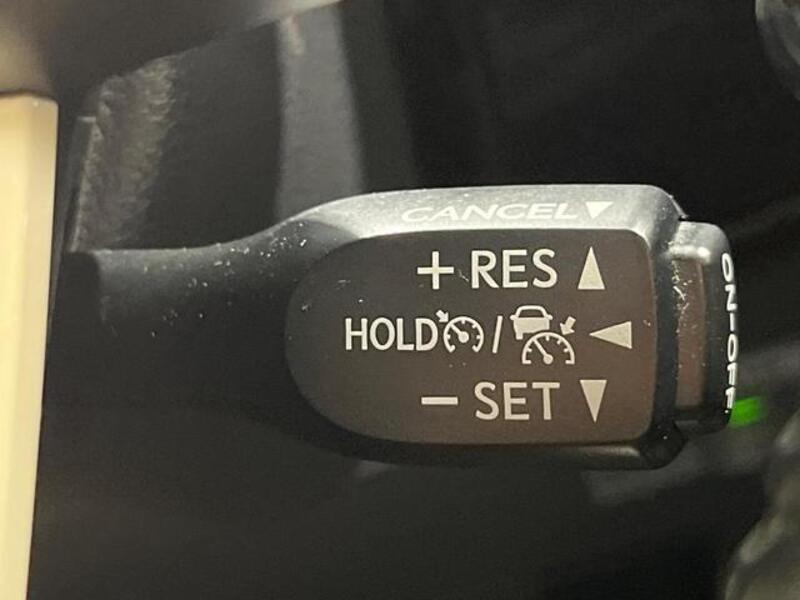 CANCEL▼
+ RES ▲
HOLD / ◀
- SET ▼
ON-OFF